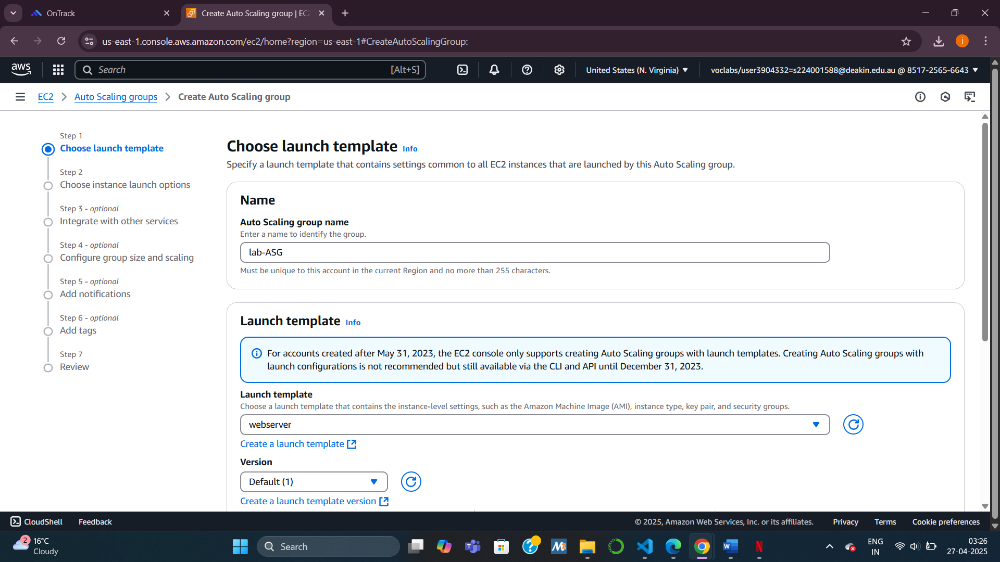 OnTrack
Create Auto Scaling group | EC2
us-east-1.console.aws.amazon.com/ec2/home?region=us-east-1#CreateAutoScalingGroup:
j
aws
Search
[Alt+S]
United States (N. Virginia)
voclabs/user3904332=s224001588@deakin.edu.au @ 8517-2565-6643
EC2
Auto Scaling groups
Create Auto Scaling group
Step 1
Choose launch template
Step 2
Choose instance launch options
Step 3 - optional
Integrate with other services
Step 4 - optional
Configure group size and scaling
Step 5 - optional
Add notifications
Step 6 - optional
Add tags
Step 7
Review
Choose launch template Info
Specify a launch template that contains settings common to all EC2 instances that are launched by this Auto Scaling group.
Name
Auto Scaling group name
Enter a name to identify the group.
lab-ASG
Must be unique to this account in the current Region and no more than 255 characters.
Launch template Info
For accounts created after May 31, 2023, the EC2 console only supports creating Auto Scaling groups with launch templates. Creating Auto Scaling groups with
launch configurations is not recommended but still available via the CLI and API until December 31, 2023.
Launch template
Choose a launch template that contains the instance-level settings, such as the Amazon Machine Image (AMI), instance type, key pair, and security groups.
webserver
Create a launch template
Version
Default (1)
Create a launch template version
CloudShell
Feedback
© 2025, Amazon Web Services, Inc. or its affiliates.
Privacy
Terms
Cookie preferences
2
16°C
Cloudy
Search
ENG
IN
03:26
27-04-2025